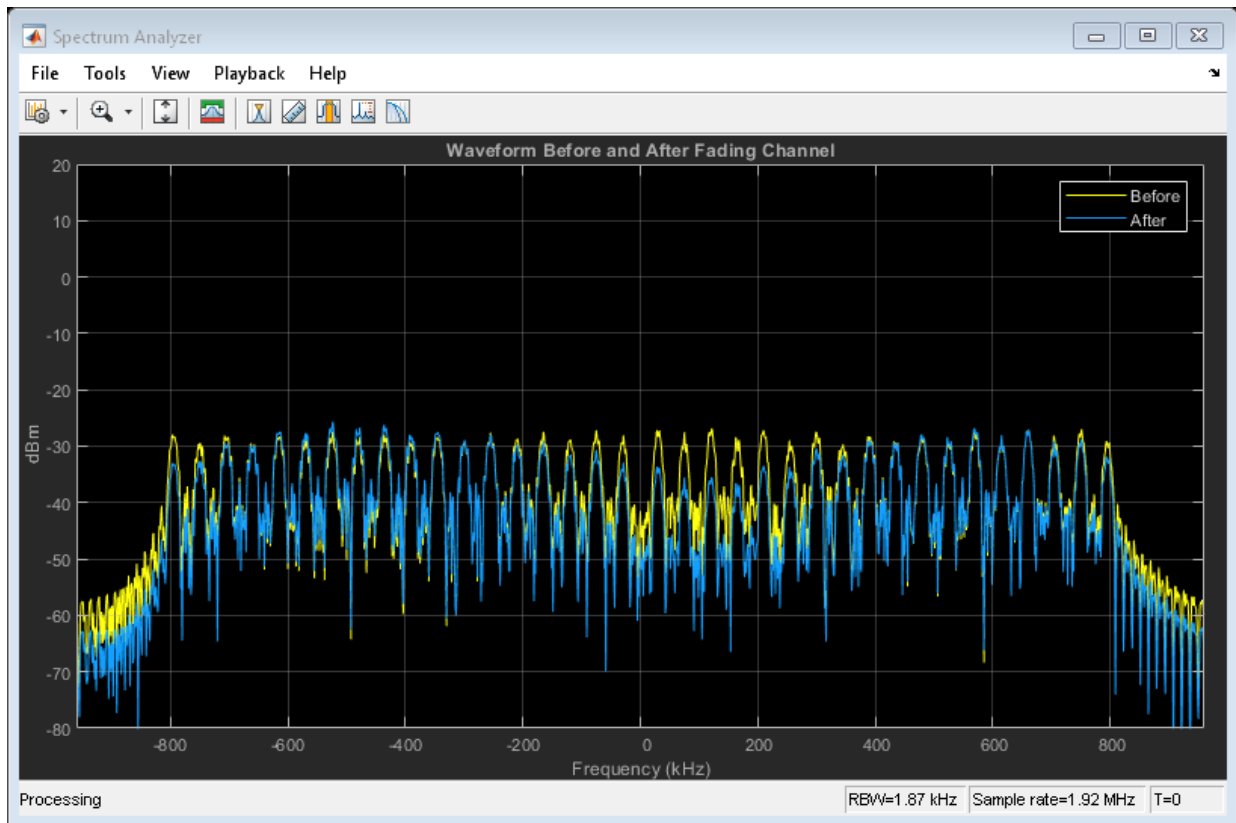 Spectrum Analyzer
File Tools View Playback Help
Waveform Before and After Fading Channel
20
10
0
-10
-20
-30
-40
-50
-60
-70
-80
dBm
Before
After
-800 -600 -400 -200 0 200 400 600 800
Frequency (kHz)
Processing RBW=1.87 kHz Sample rate=1.92 MHz T=0